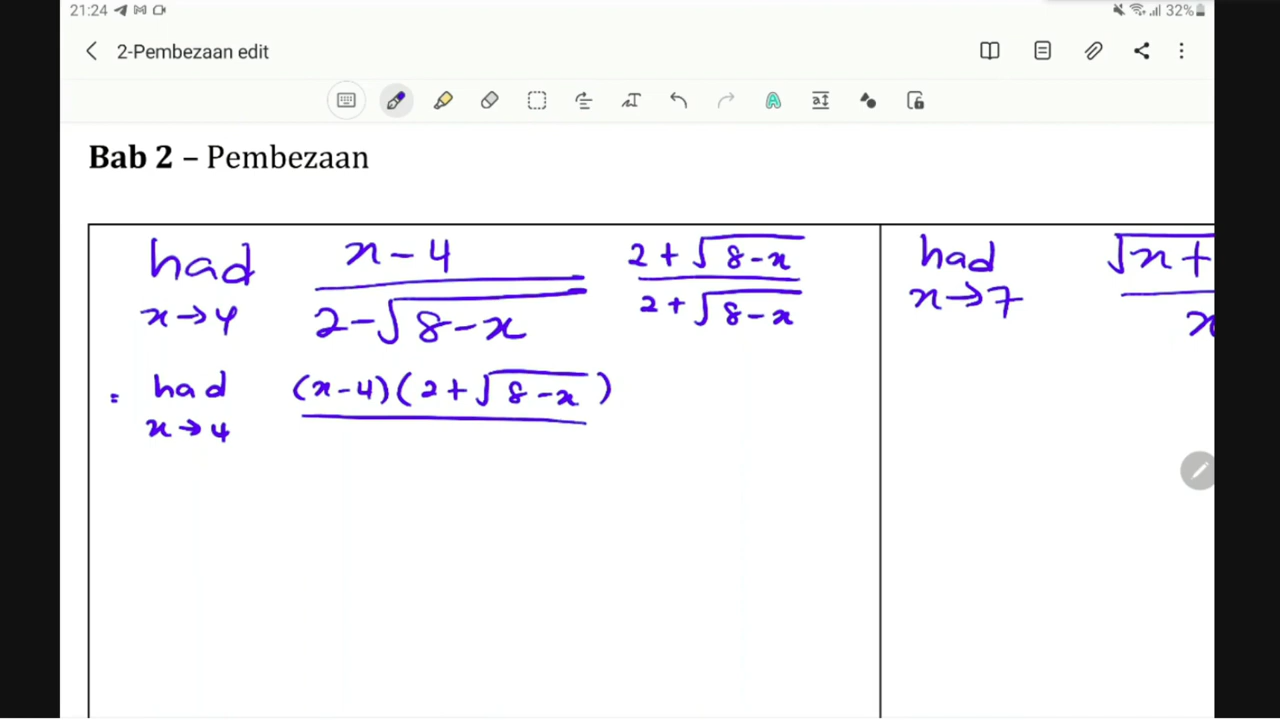 21:24 32%
2-Pembezaan edit
Bab 2 – Pembezaan
had x→4 (x-4)/(2-√(8-x)) (2+√(8-x))/(2+√(8-x))
= had x→4 (x-4)(2+√(8-x))
had x→7 √x+ x